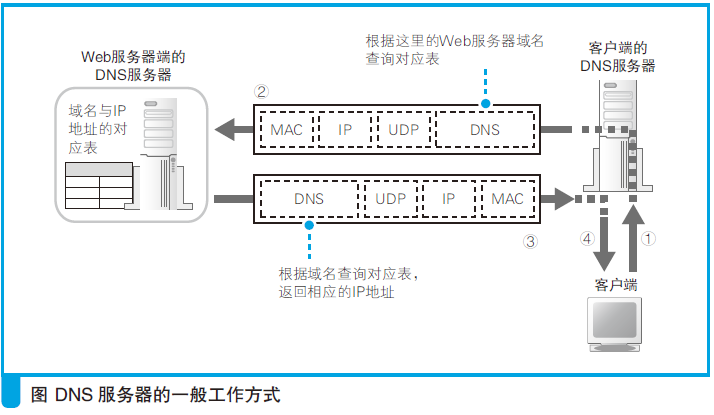 根据这里的Web服务器域名
查询对应表
客户端的
DNS服务器
Web服务器端的
DNS服务器
域名与IP
地址的对
应表
②
MAC IP UDP DNS
DNS UDP IP MAC
③
④ ①
根据域名查询对应表，
返回相应的IP地址
客户端
图 DNS 服务器的一般工作方式